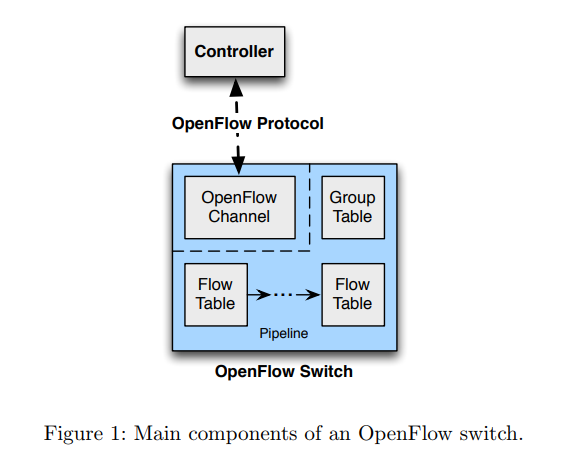 Controller
OpenFlow Protocol
OpenFlow
Channel
Group
Table
Flow
Table
Flow
Table
Pipeline
OpenFlow Switch
Figure 1: Main components of an OpenFlow switch.